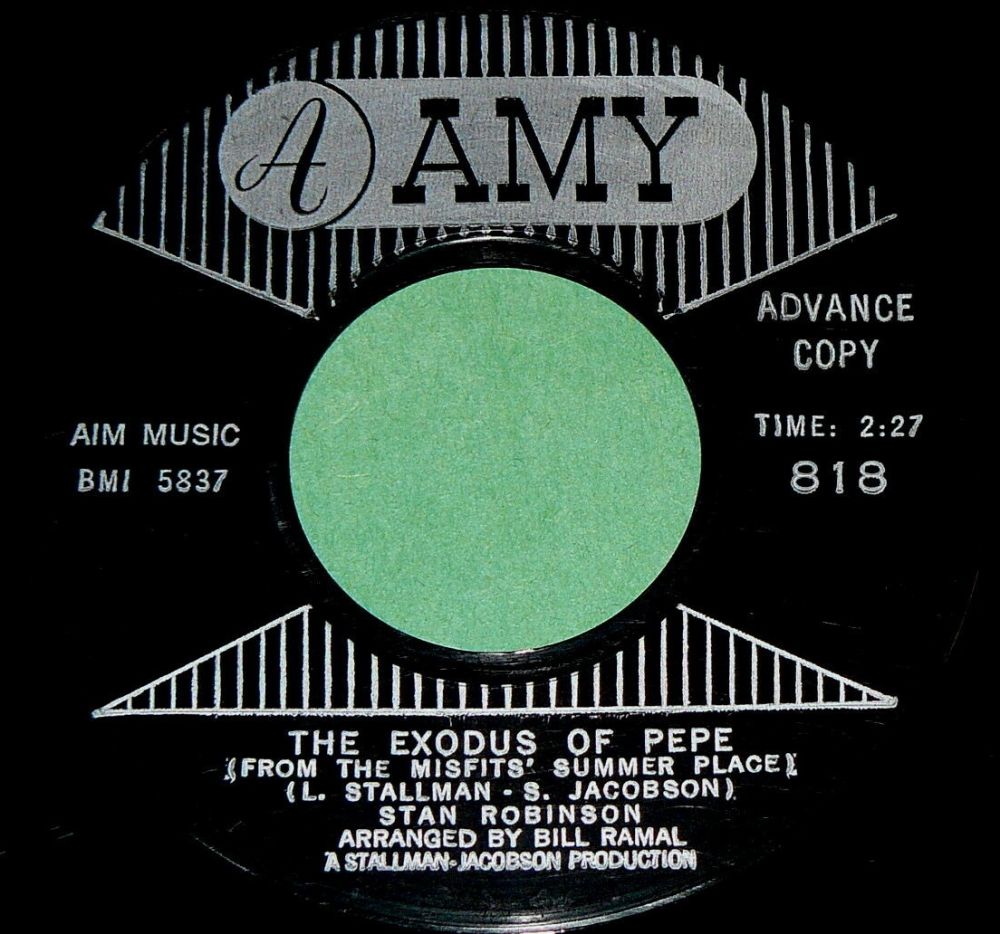 A AMY
ADVANCE
COPY
AIM MUSIC
BMI 5837
TIME: 2:27
818
THE EXODUS OF PEPE
(FROM THE MISFITS' SUMMER PLACE)
(L. STALLMAN - S. JACOBSON)
STAN ROBINSON
ARRANGED BY BILL RAMAL
A STALLMAN-JACOBSON PRODUCTION